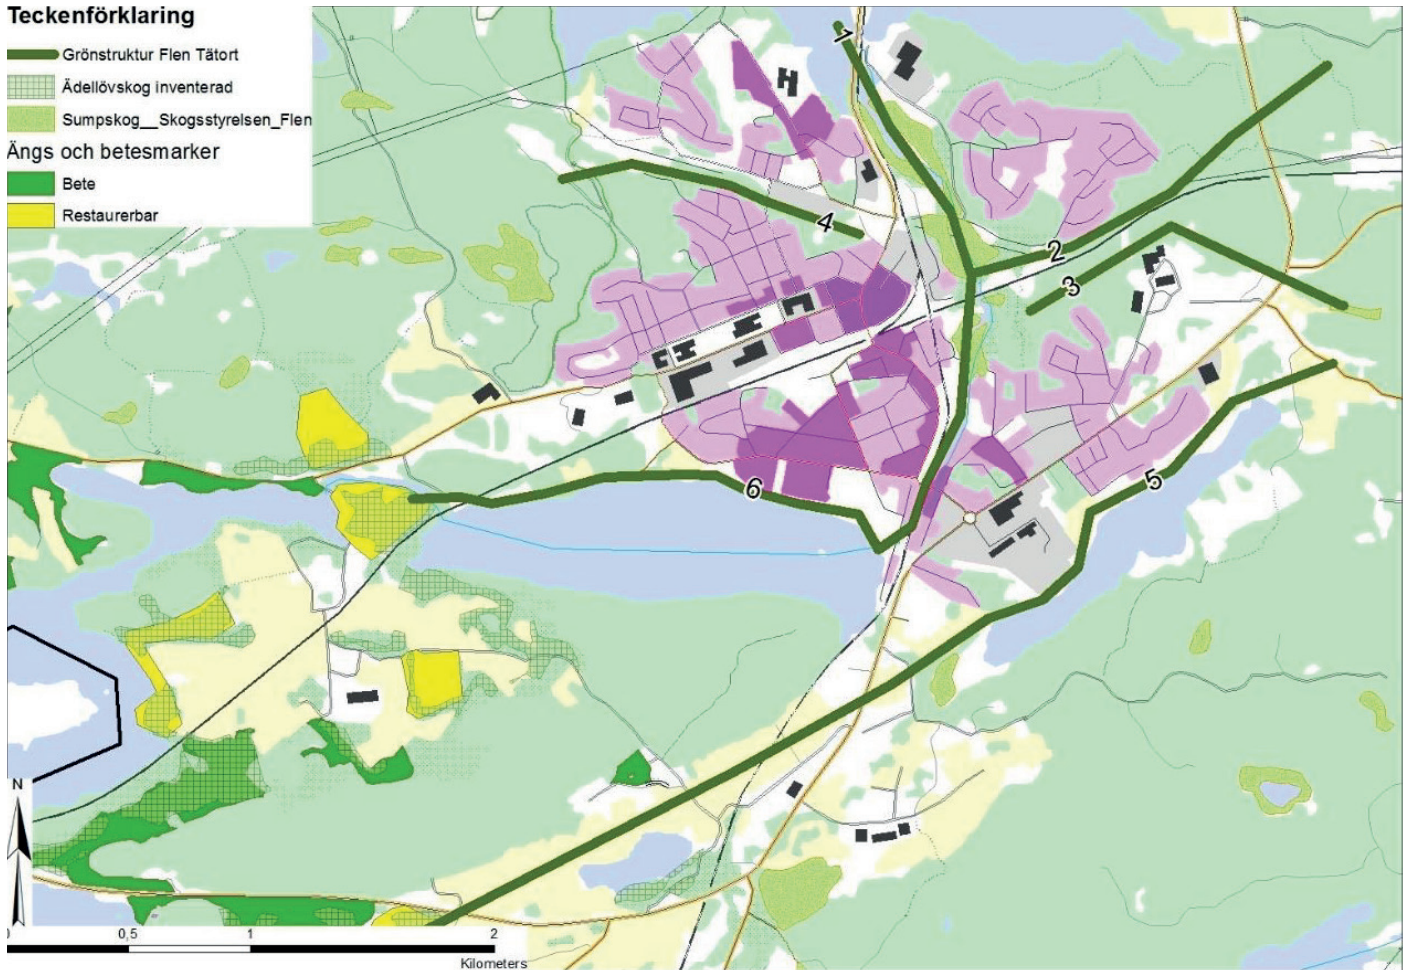 Teckenförklaring
Grönstruktur Flen Tätort
Ädellövskog inventerad
Sumpskog__Skogsstyrelsen_Flen
Ängs och betesmarker
Bete
Restaurerbar
1
2
3
4
5
6
N
0 0,5 1 2
Kilometers